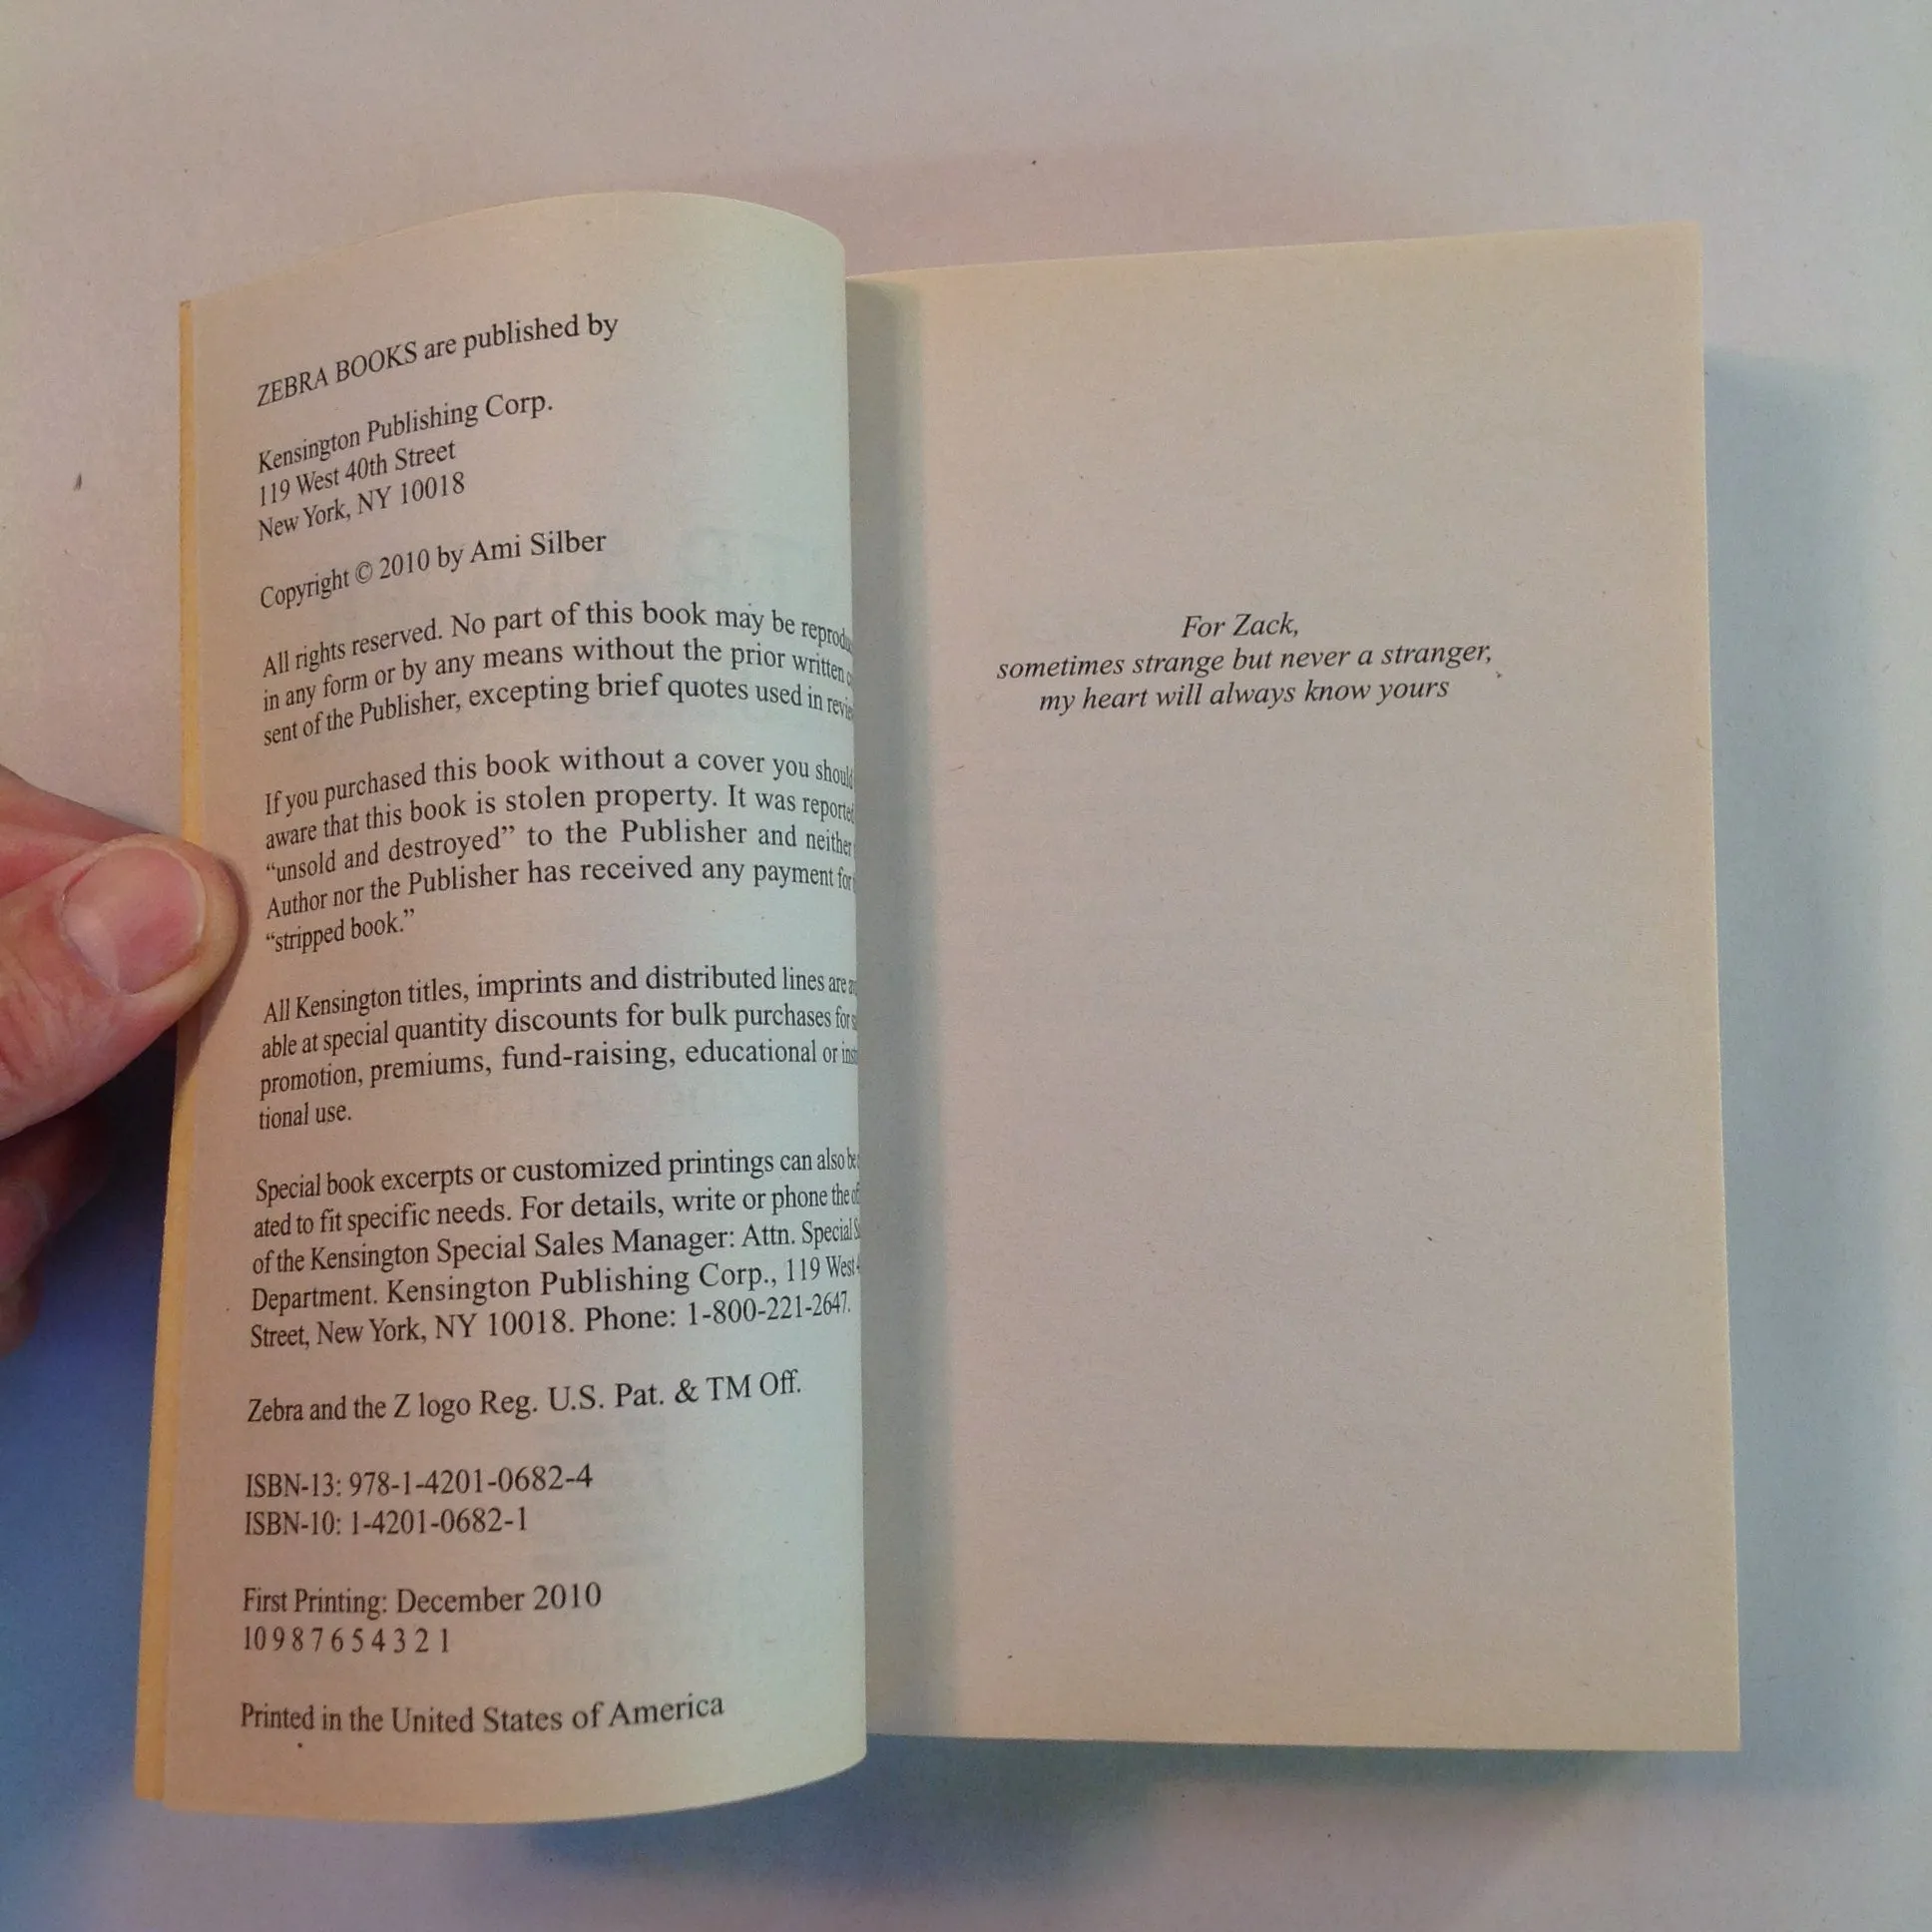 ZEBRA BOOKS are published by
Kensington Publishing Corp.
119 West 40th Street
New York, NY 10018
Copyright © 2010 by Ami Silber
All rights reserved. No part of this book may be
in any form or by any means without the prior written
sent of the Publisher, excepting brief quotes used in
If you purchased this book without a cover you
aware that this book is stolen property. It was reported
“unsold and destroyed” to the Publisher and neither
Author nor the Publisher has received any payment for
“stripped book.”
All Kensington titles, imprints and distributed lines are
able at special quantity discounts for bulk purchases for
promotion, premiums, fund-raising, educational or
tional use.
Special book excerpts or customized printings can also be
ated to fit specific needs. For details, write or phone the
of the Kensington Special Sales Manager: Attn. Special
Department. Kensington Publishing Corp., 119 West
Street, New York, NY 10018. Phone: 1-800-221-2647.
Zebra and the Z logo Reg. U.S. Pat. & TM Off.
ISBN-13: 978-1-4201-0682-4
ISBN-10: 1-4201-0682-1
First Printing: December 2010
10 9 8 7 6 5 4 3 2 1
Printed in the United States of America
For Zack,
sometimes strange but never a stranger,
my heart will always know yours